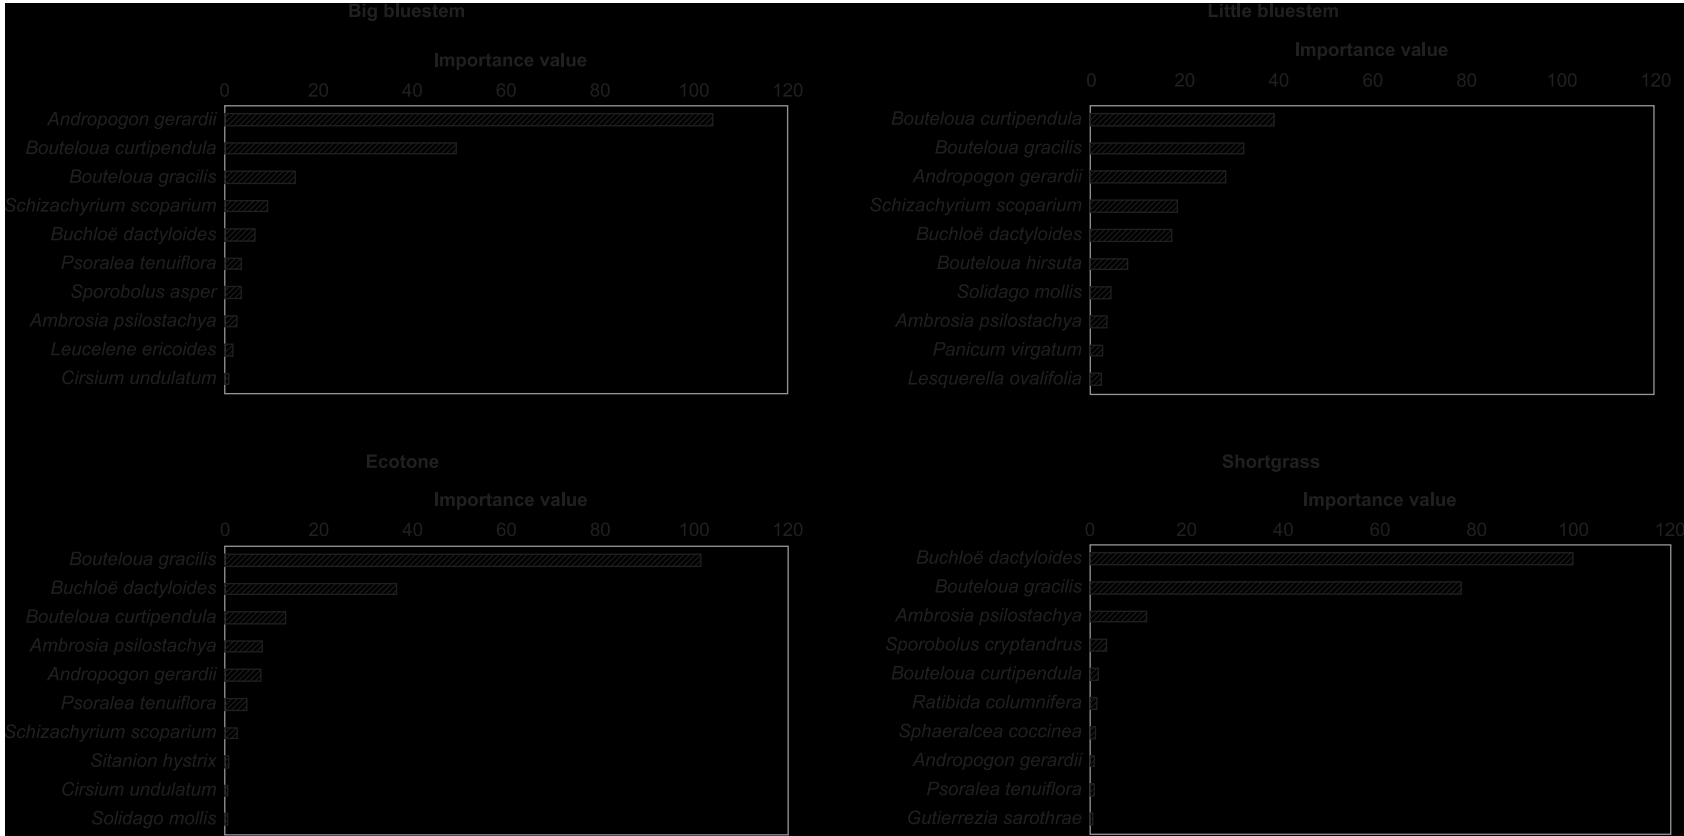 Big bluestem
Importance value
0 20 40 60 80 100 120
Andropogon gerardii
Bouteloua curtipendula
Bouteloua gracilis
Schizachyrium scoparium
Buchloë dactyloides
Psoralea tenuiflora
Sporobolus asper
Ambrosia psilostachya
Leucelene ericoides
Cirsium undulatum
Little bluestem
Importance value
0 20 40 60 80 100 120
Bouteloua curtipendula
Bouteloua gracilis
Andropogon gerardii
Schizachyrium scoparium
Buchloë dactyloides
Bouteloua hirsuta
Solidago mollis
Ambrosia psilostachya
Panicum virgatum
Lesquerella ovalifolia
Ecotone
Importance value
0 20 40 60 80 100 120
Bouteloua gracilis
Buchloë dactyloides
Bouteloua curtipendula
Ambrosia psilostachya
Andropogon gerardii
Psoralea tenuiflora
Schizachyrium scoparium
Sitanion hystrix
Cirsium undulatum
Solidago mollis
Shortgrass
Importance value
0 20 40 60 80 100 120
Buchloë dactyloides
Bouteloua gracilis
Ambrosia psilostachya
Sporobolus cryptandrus
Bouteloua curtipendula
Ratibida columnifera
Sphaeralcea coccinea
Andropogon gerardii
Psoralea tenuiflora
Gutierrezia sarothrae